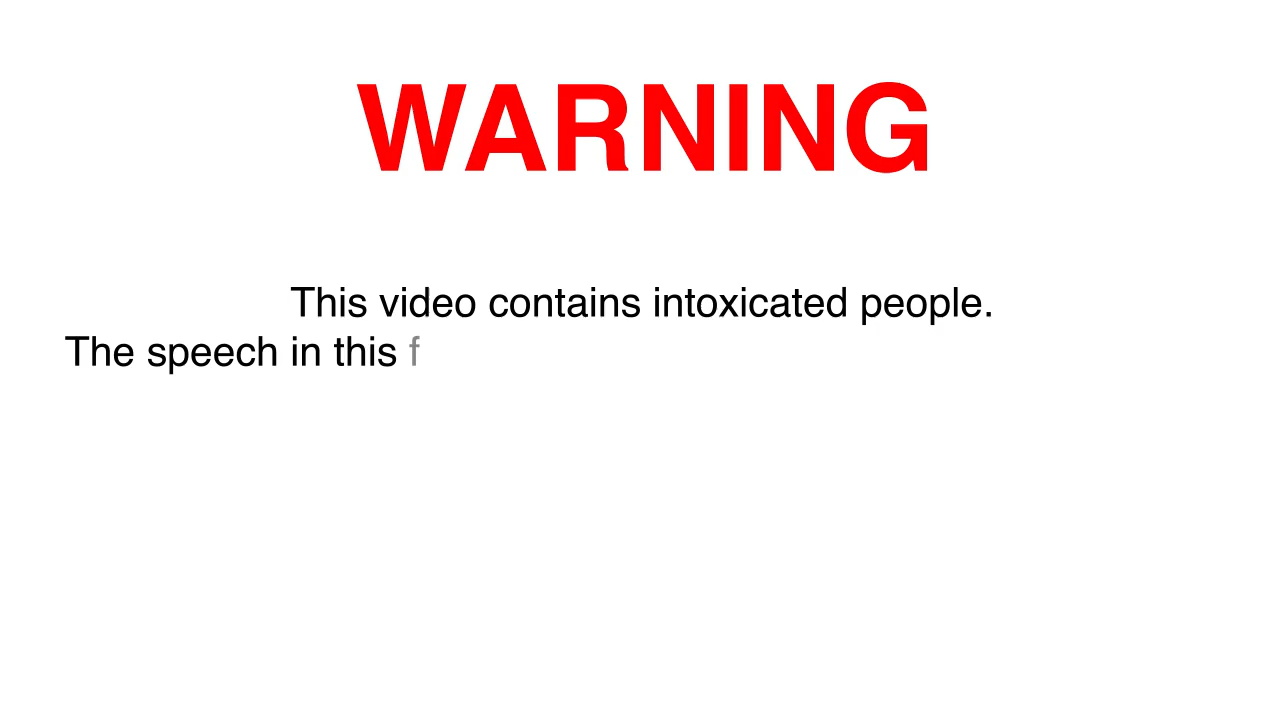 WARNING
This video contains intoxicated people.
The speech in this f